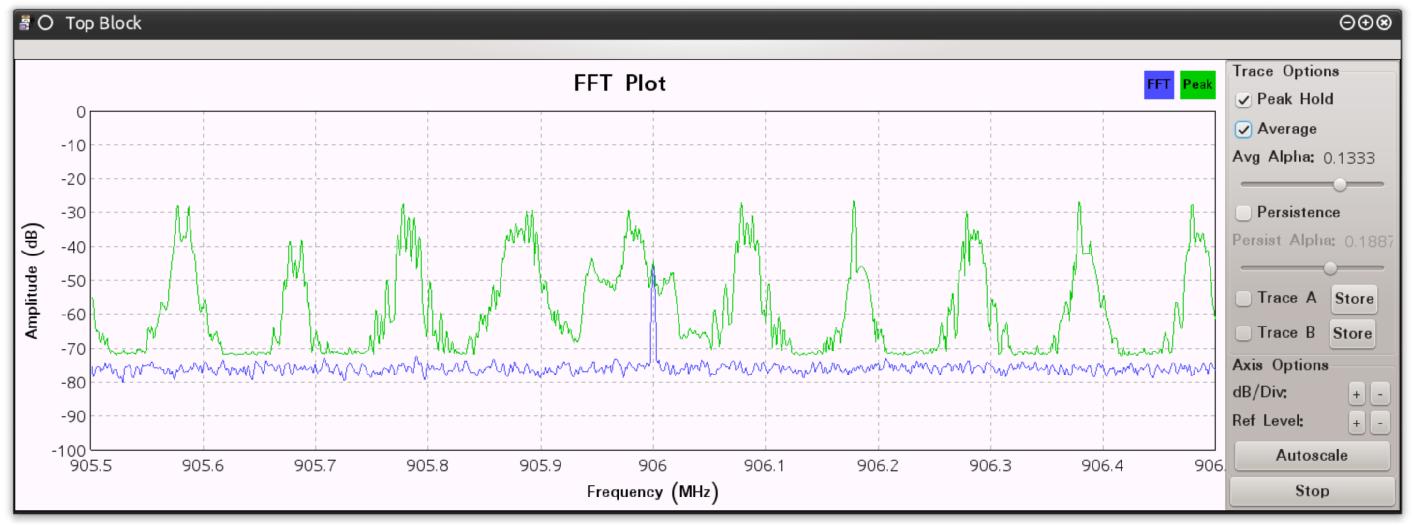 Top Block
FFT Plot
FFT Peak
0
-10
-20
-30
-40
-50
-60
-70
-80
-90
-100
Amplitude (dB)
905.5 905.6 905.7 905.8 905.9 906 906.1 906.2 906.3 906.4 906.
Frequency (MHz)
Trace Options
Peak Hold
Average
Avg Alpha: 0.1333
Persistence
Persist Alpha: 0.1887
Trace A Store
Trace B Store
Axis Options
dB/Div: + -
Ref Level: + -
Autoscale
Stop